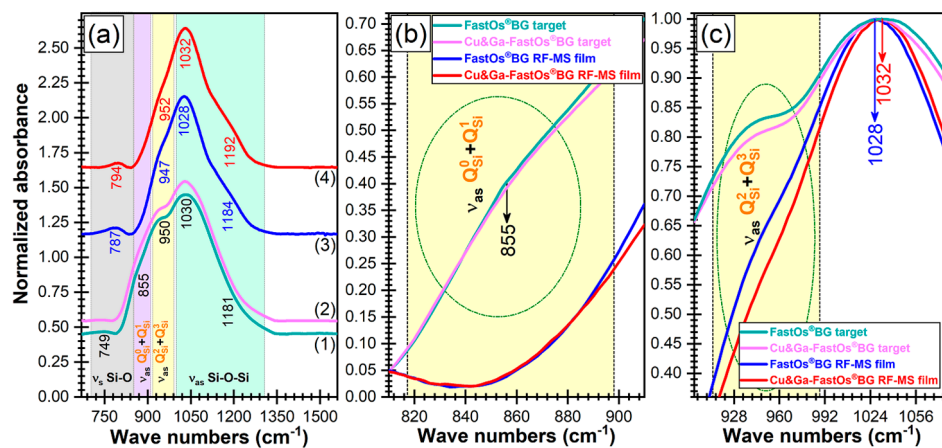 Normalized absorbance
(a)
2.50
2.25
2.00
1.75
1.50
1.25
1.00
0.75
0.50
0.25
0.00
1032
952
1192
794
(4)
1028
947
1184
787
(3)
1030
950
855
1181
749
(2)
(1)
νs Si-O
νas Q⁰Si+Q¹Si
νas Q²Si+Q³Si
νas Si-O-Si
750 900 1050 1200 1350 1500
Wave numbers (cm⁻¹)
(b)
FastOs®BG target
Cu&Ga-FastOs®BG target
FastOs®BG RF-MS film
Cu&Ga-FastOs®BG RF-MS film
0.70
0.65
0.60
0.55
0.50
0.45
0.40
0.35
0.30
0.25
0.20
0.15
0.10
0.05
0.00
νas Q⁰Si+Q¹Si
855
820 840 860 880 900
Wave numbers (cm⁻¹)
(c)
1.00
0.95
0.90
0.85
0.80
0.75
0.70
0.65
0.60
0.55
0.50
0.45
0.40
νas Q²Si+Q³Si
1032
1028
FastOs®BG target
Cu&Ga-FastOs®BG target
FastOs®BG RF-MS film
Cu&Ga-FastOs®BG RF-MS film
928 960 992 1024 1056
Wave numbers (cm⁻¹)